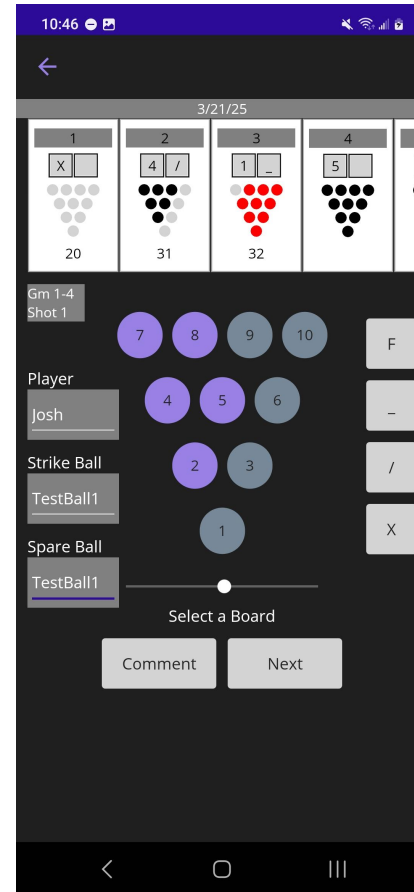 10:46
3/21/25
1 2 3 4
X 4 / 1 _ 5
20 31 32
Gm 1-4
Shot 1
7 8 9 10
F
Player
4 5 6
Josh
_
Strike Ball
2 3
/
TestBall1
1
X
Spare Ball
TestBall1
Select a Board
Comment Next